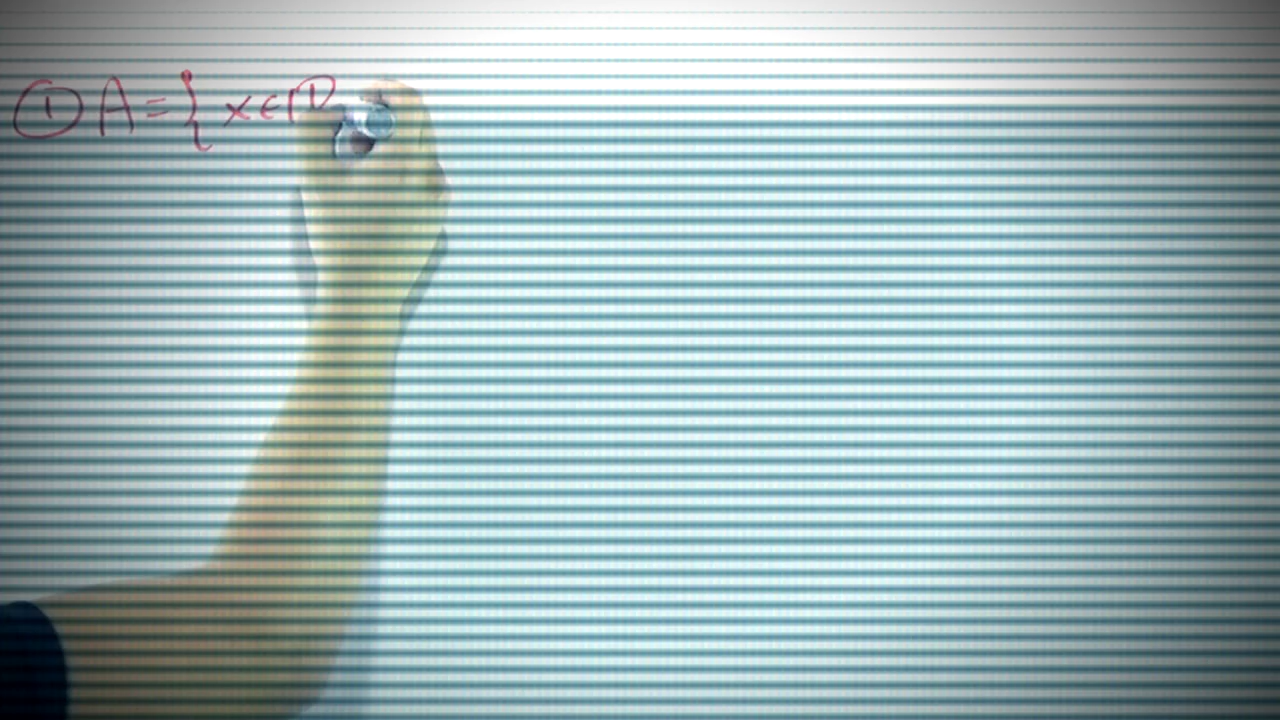 ① A = { x ∈ ℝ